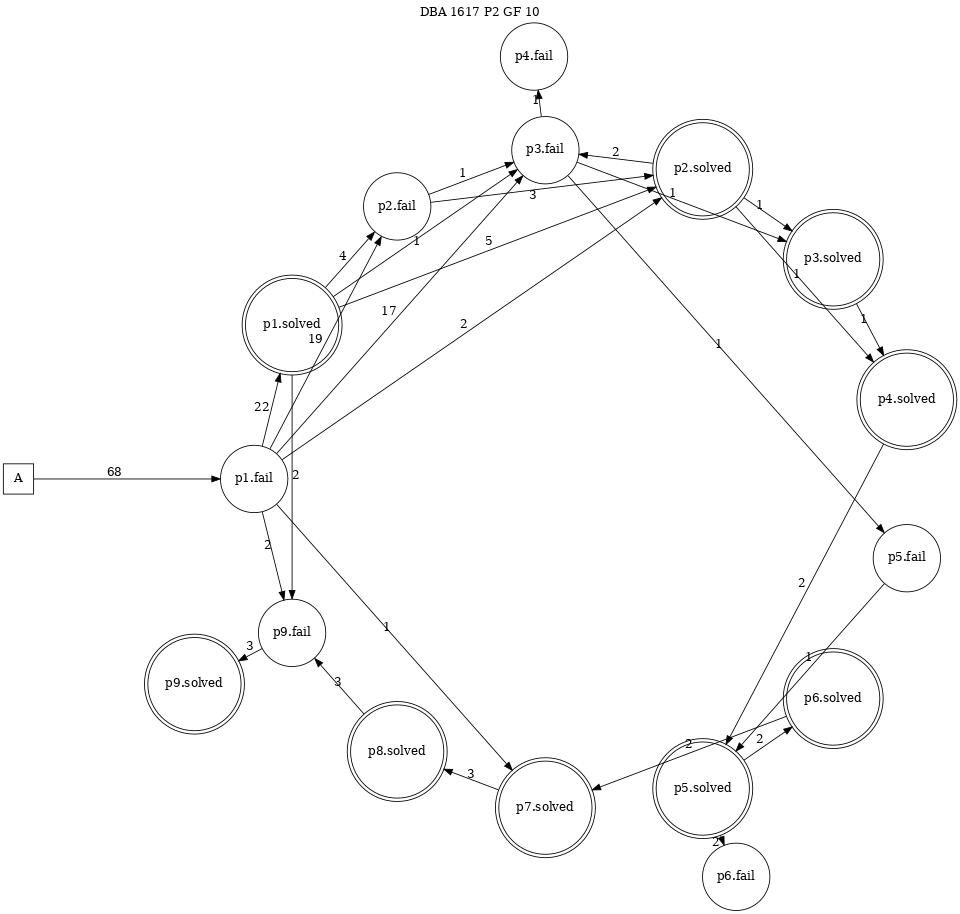 DBA 1617 P2 GF 10
p4.fail
1
p3.fail
2
p2.solved
1
p2.fail
3
1
1
p3.solved
4
1
5
1
p1.solved
17
2
1
19
1
p4.solved
22
A
68
p1.fail
2
2
p5.fail
2
2
1
p9.fail
3
1
p9.solved
3
p6.solved
p8.solved
2
2
3
p7.solved
p5.solved
2
p6.fail